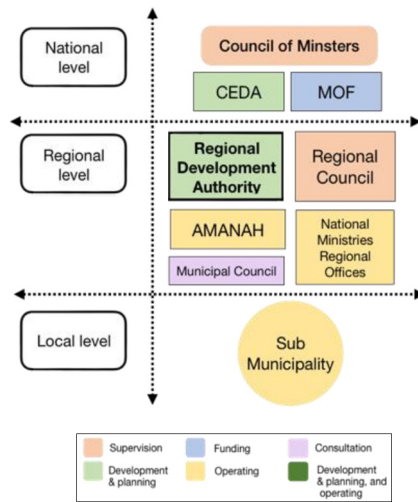 National
level
Council of Minsters
CEDA
MOF
Regional
level
Regional
Development
Authority
Regional
Council
AMANAH
National
Ministries
Regional
Offices
Municipal Council
Local level
Sub
Municipality
Supervision
Funding
Consultation
Development
& planning
Operating
Development
& planning, and
operating